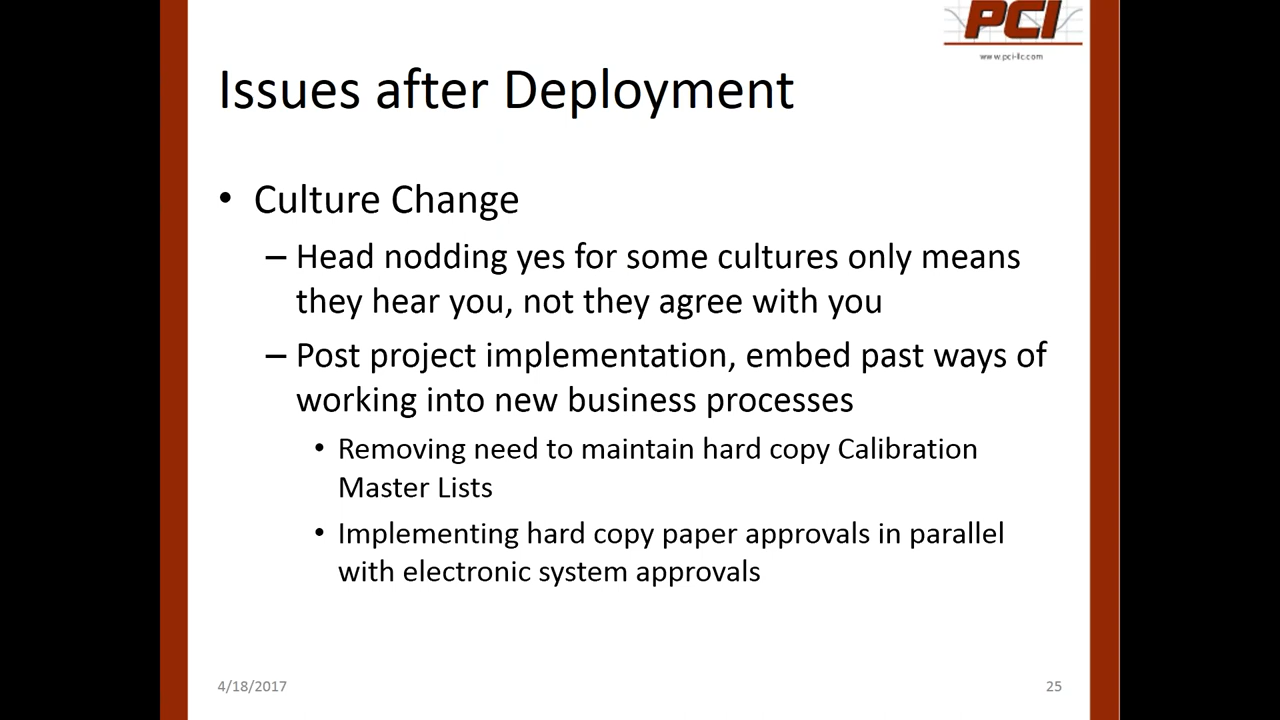 PCI
www.pci-llc.com
Issues after Deployment
• Culture Change
– Head nodding yes for some cultures only means
they hear you, not they agree with you
– Post project implementation, embed past ways of
working into new business processes
• Removing need to maintain hard copy Calibration
Master Lists
• Implementing hard copy paper approvals in parallel
with electronic system approvals
4/18/2017
25